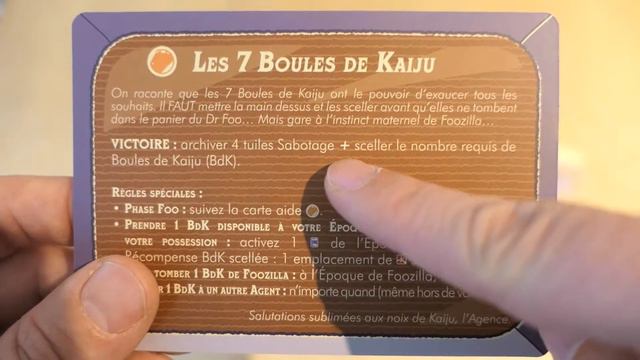 LES 7 BOULES DE KAIJU
On raconte que les 7 Boules de Kaiju ont le pouvoir d'exaucer tous les
souhaits. Il FAUT mettre la main dessus et les sceller avant qu'elles ne tombent
dans le panier du Dr Foo... Mais gare à l'instinct maternel de Foozilla...
VICTOIRE : archiver 4 tuiles Sabotage + sceller le nombre requis de
Boules de Kaiju (BdK).
RÈGLES SPÉCIALES :
• PHASE FOO : suivez la carte aide
• PRENDRE 1 BDK DISPONIBLE À VOTRE ÉPOQUE
VOTRE POSSESSION : activez 1 de l'Épo
Récompense BdK scellée : 1 emplacement de
TOMBER 1 BDK DE FOOZILLA : à l'Époque de Foozilla,
R 1 BDK À UN AUTRE AGENT : n'importe quand (même hors de vo
Salutations sublimées aux noix de Kaiju, l'Agence